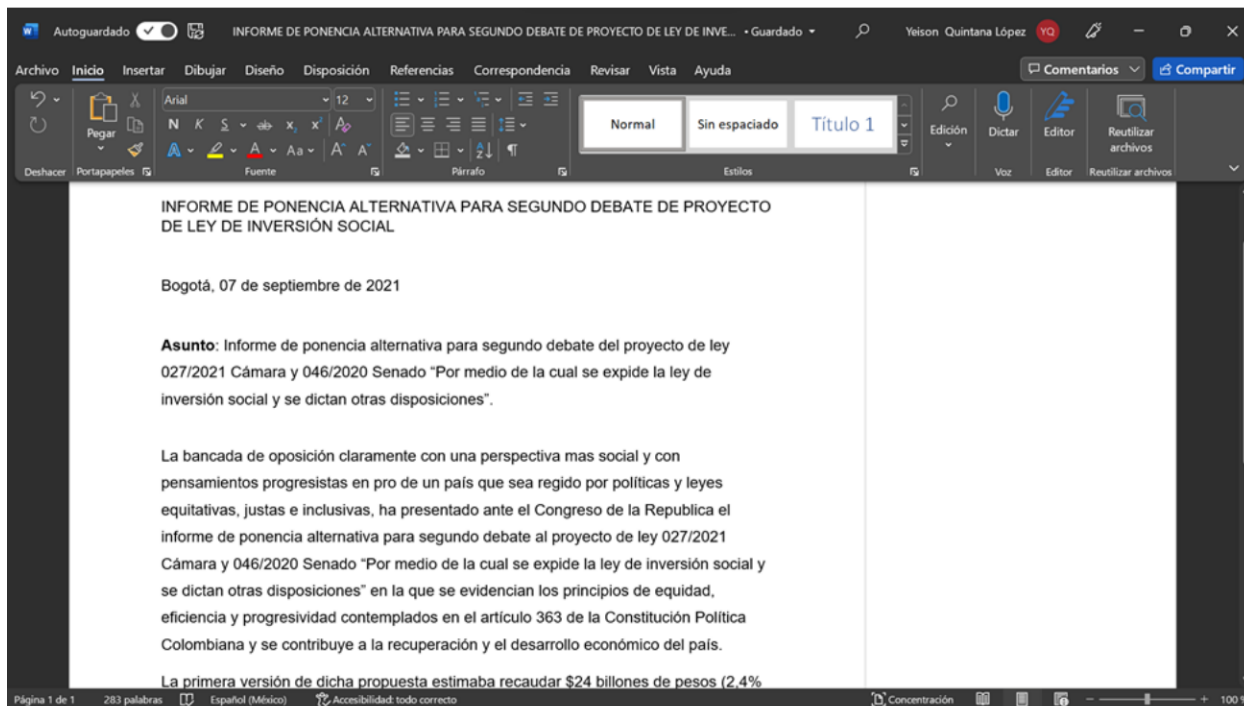 Autoguardado
INFORME DE PONENCIA ALTERNATIVA PARA SEGUNDO DEBATE DE PROYECTO DE LEY DE INVE... • Guardado
Yeison Quintana López
YQ
Archivo Inicio Insertar Dibujar Diseño Disposición Referencias Correspondencia Revisar Vista Ayuda
Comentarios
Compartir
Pegar
Arial
12
N K S ab x, x²
Aa A A
Normal
Sin espaciado
Título 1
Edición
Dictar
Editor
Reutilizar
archivos
Deshacer Portapapeles Fuente Párrafo Estilos Voz Editor Reutilizar archivos
INFORME DE PONENCIA ALTERNATIVA PARA SEGUNDO DEBATE DE PROYECTO
DE LEY DE INVERSIÓN SOCIAL
Bogotá, 07 de septiembre de 2021
Asunto: Informe de ponencia alternativa para segundo debate del proyecto de ley
027/2021 Cámara y 046/2020 Senado “Por medio de la cual se expide la ley de
inversión social y se dictan otras disposiciones”.
La bancada de oposición claramente con una perspectiva mas social y con
pensamientos progresistas en pro de un país que sea regido por políticas y leyes
equitativas, justas e inclusivas, ha presentado ante el Congreso de la Republica el
informe de ponencia alternativa para segundo debate al proyecto de ley 027/2021
Cámara y 046/2020 Senado “Por medio de la cual se expide la ley de inversión social y
se dictan otras disposiciones” en la que se evidencian los principios de equidad,
eficiencia y progresividad contemplados en el artículo 363 de la Constitución Política
Colombiana y se contribuye a la recuperación y el desarrollo económico del país.
La primera versión de dicha propuesta estimaba recaudar $24 billones de pesos (2,4%
Página 1 de 1 283 palabras Español (México) Accesibilidad: todo correcto Concentración 100 %